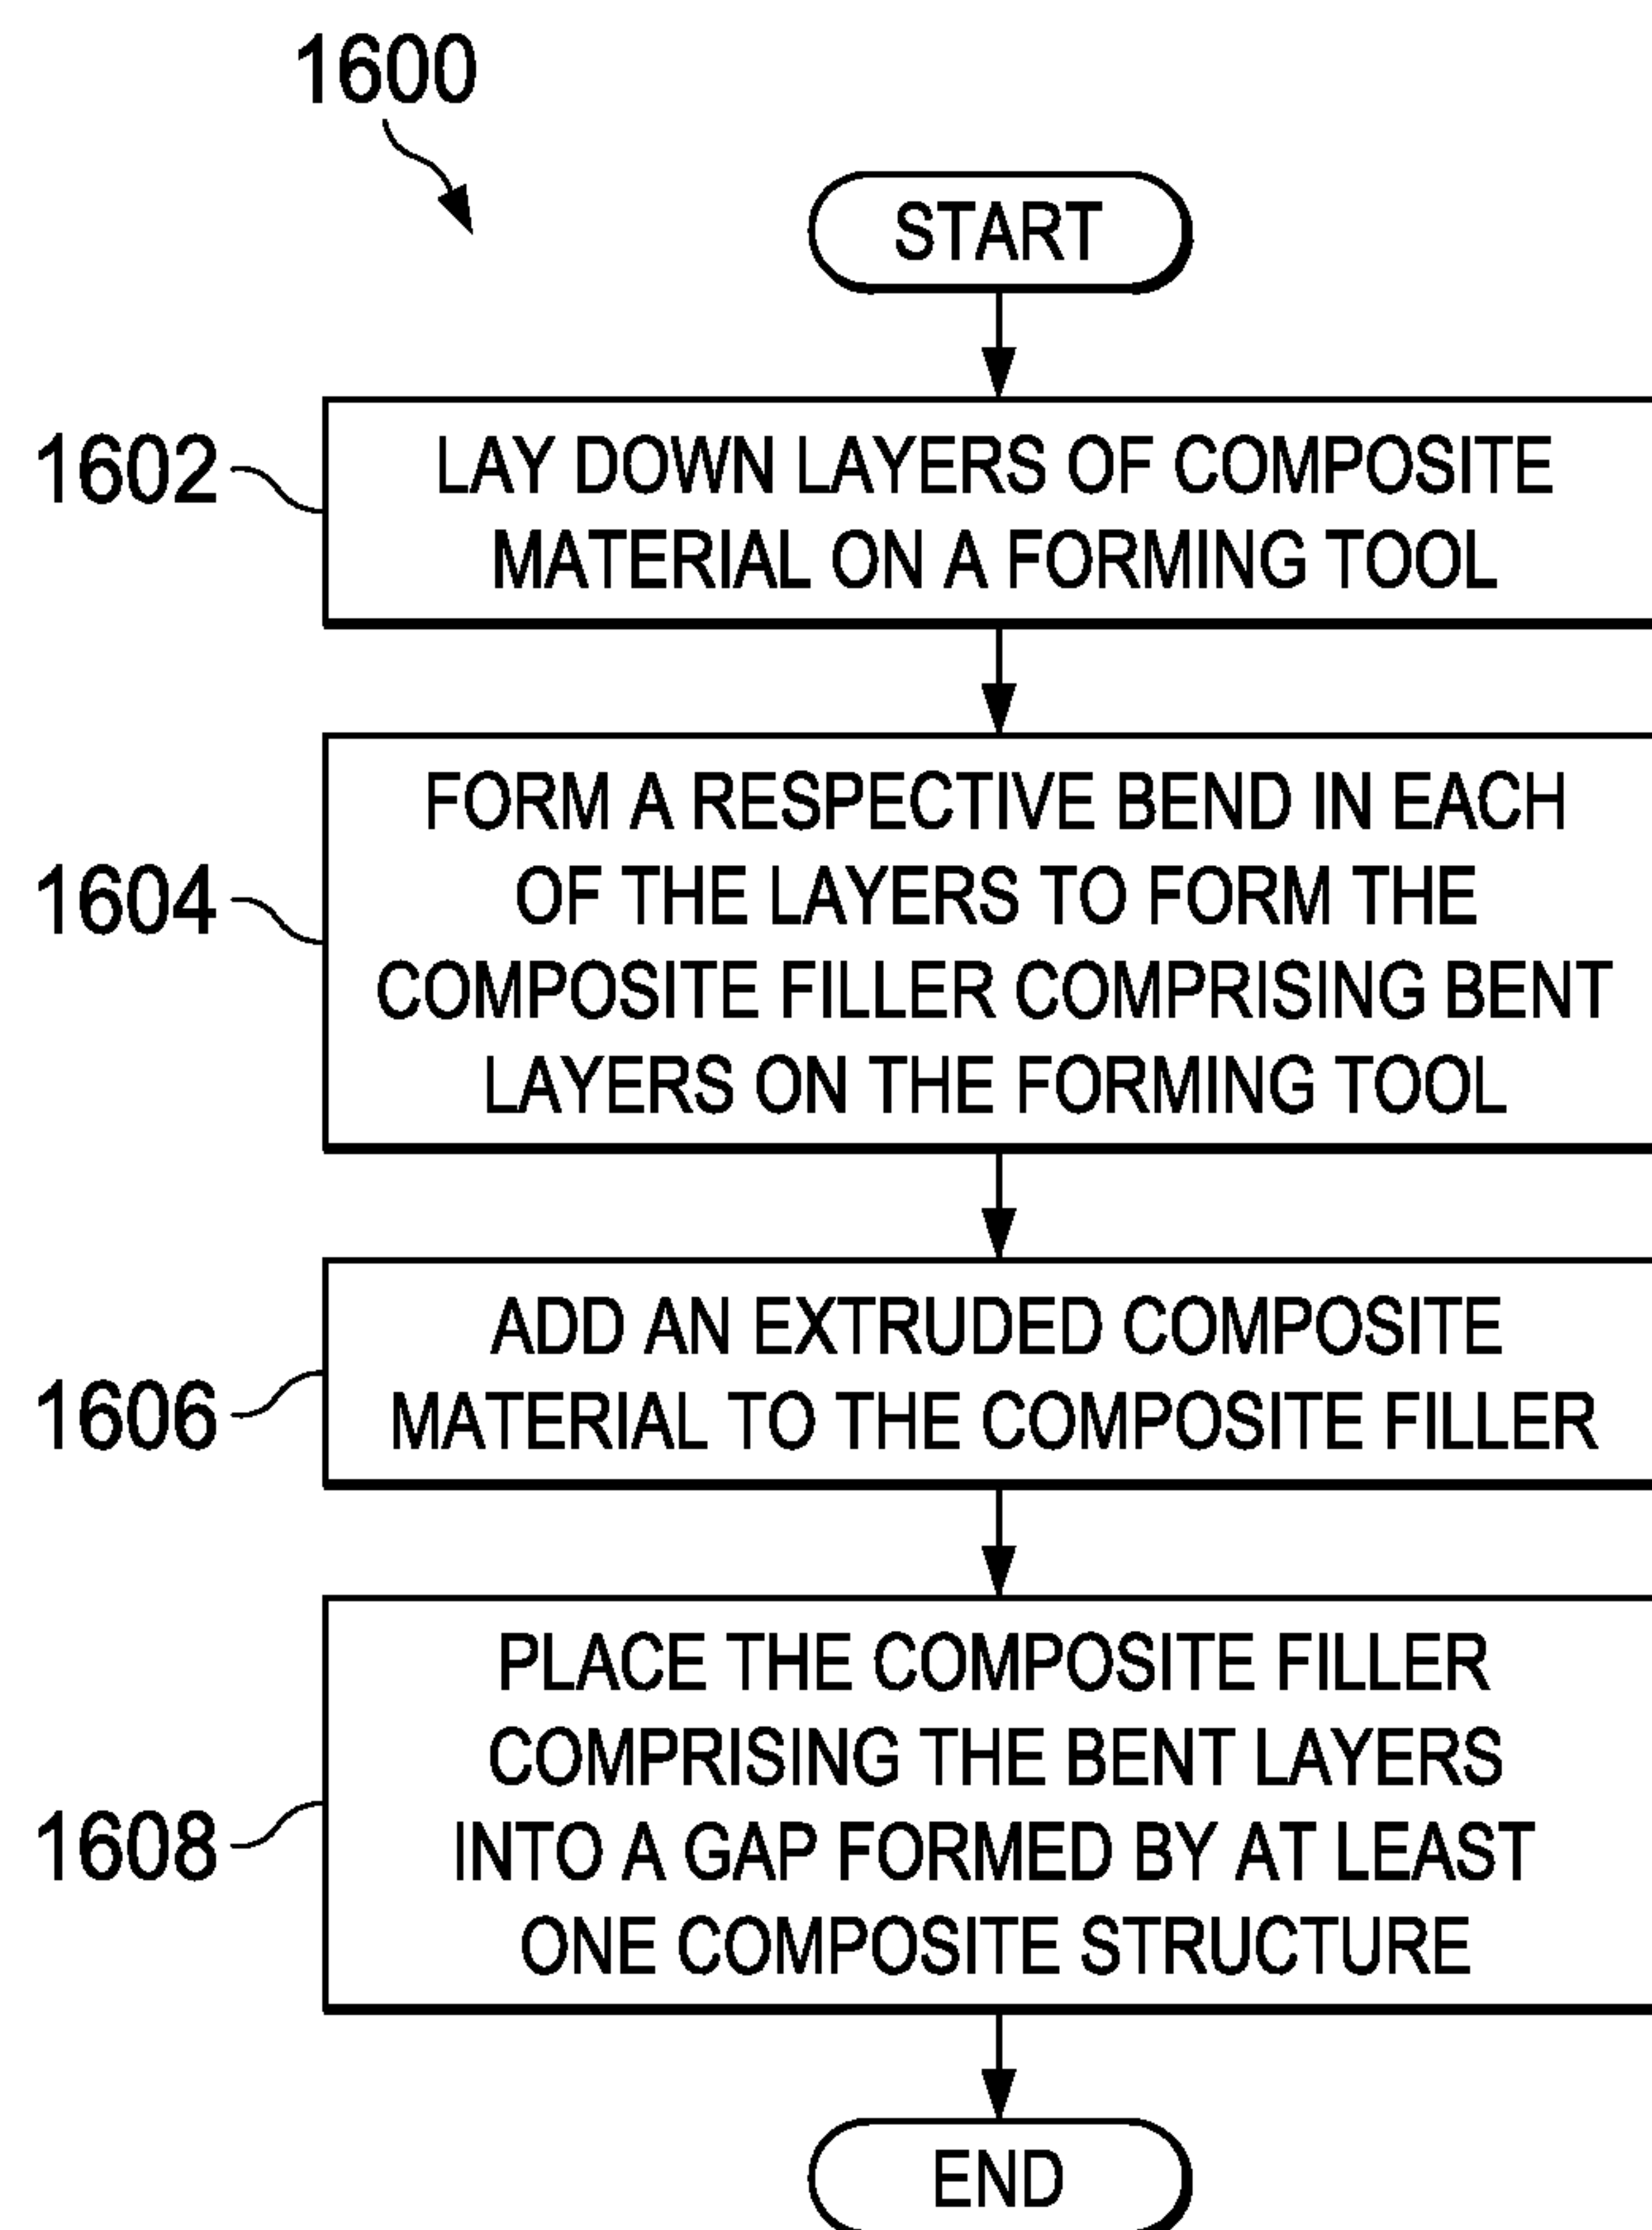 1600
START
1602
LAY DOWN LAYERS OF COMPOSITE
MATERIAL ON A FORMING TOOL
1604
FORM A RESPECTIVE BEND IN EACH
OF THE LAYERS TO FORM THE
COMPOSITE FILLER COMPRISING BENT
LAYERS ON THE FORMING TOOL
1606
ADD AN EXTRUDED COMPOSITE
MATERIAL TO THE COMPOSITE FILLER
1608
PLACE THE COMPOSITE FILLER
COMPRISING THE BENT LAYERS
INTO A GAP FORMED BY AT LEAST
ONE COMPOSITE STRUCTURE
END